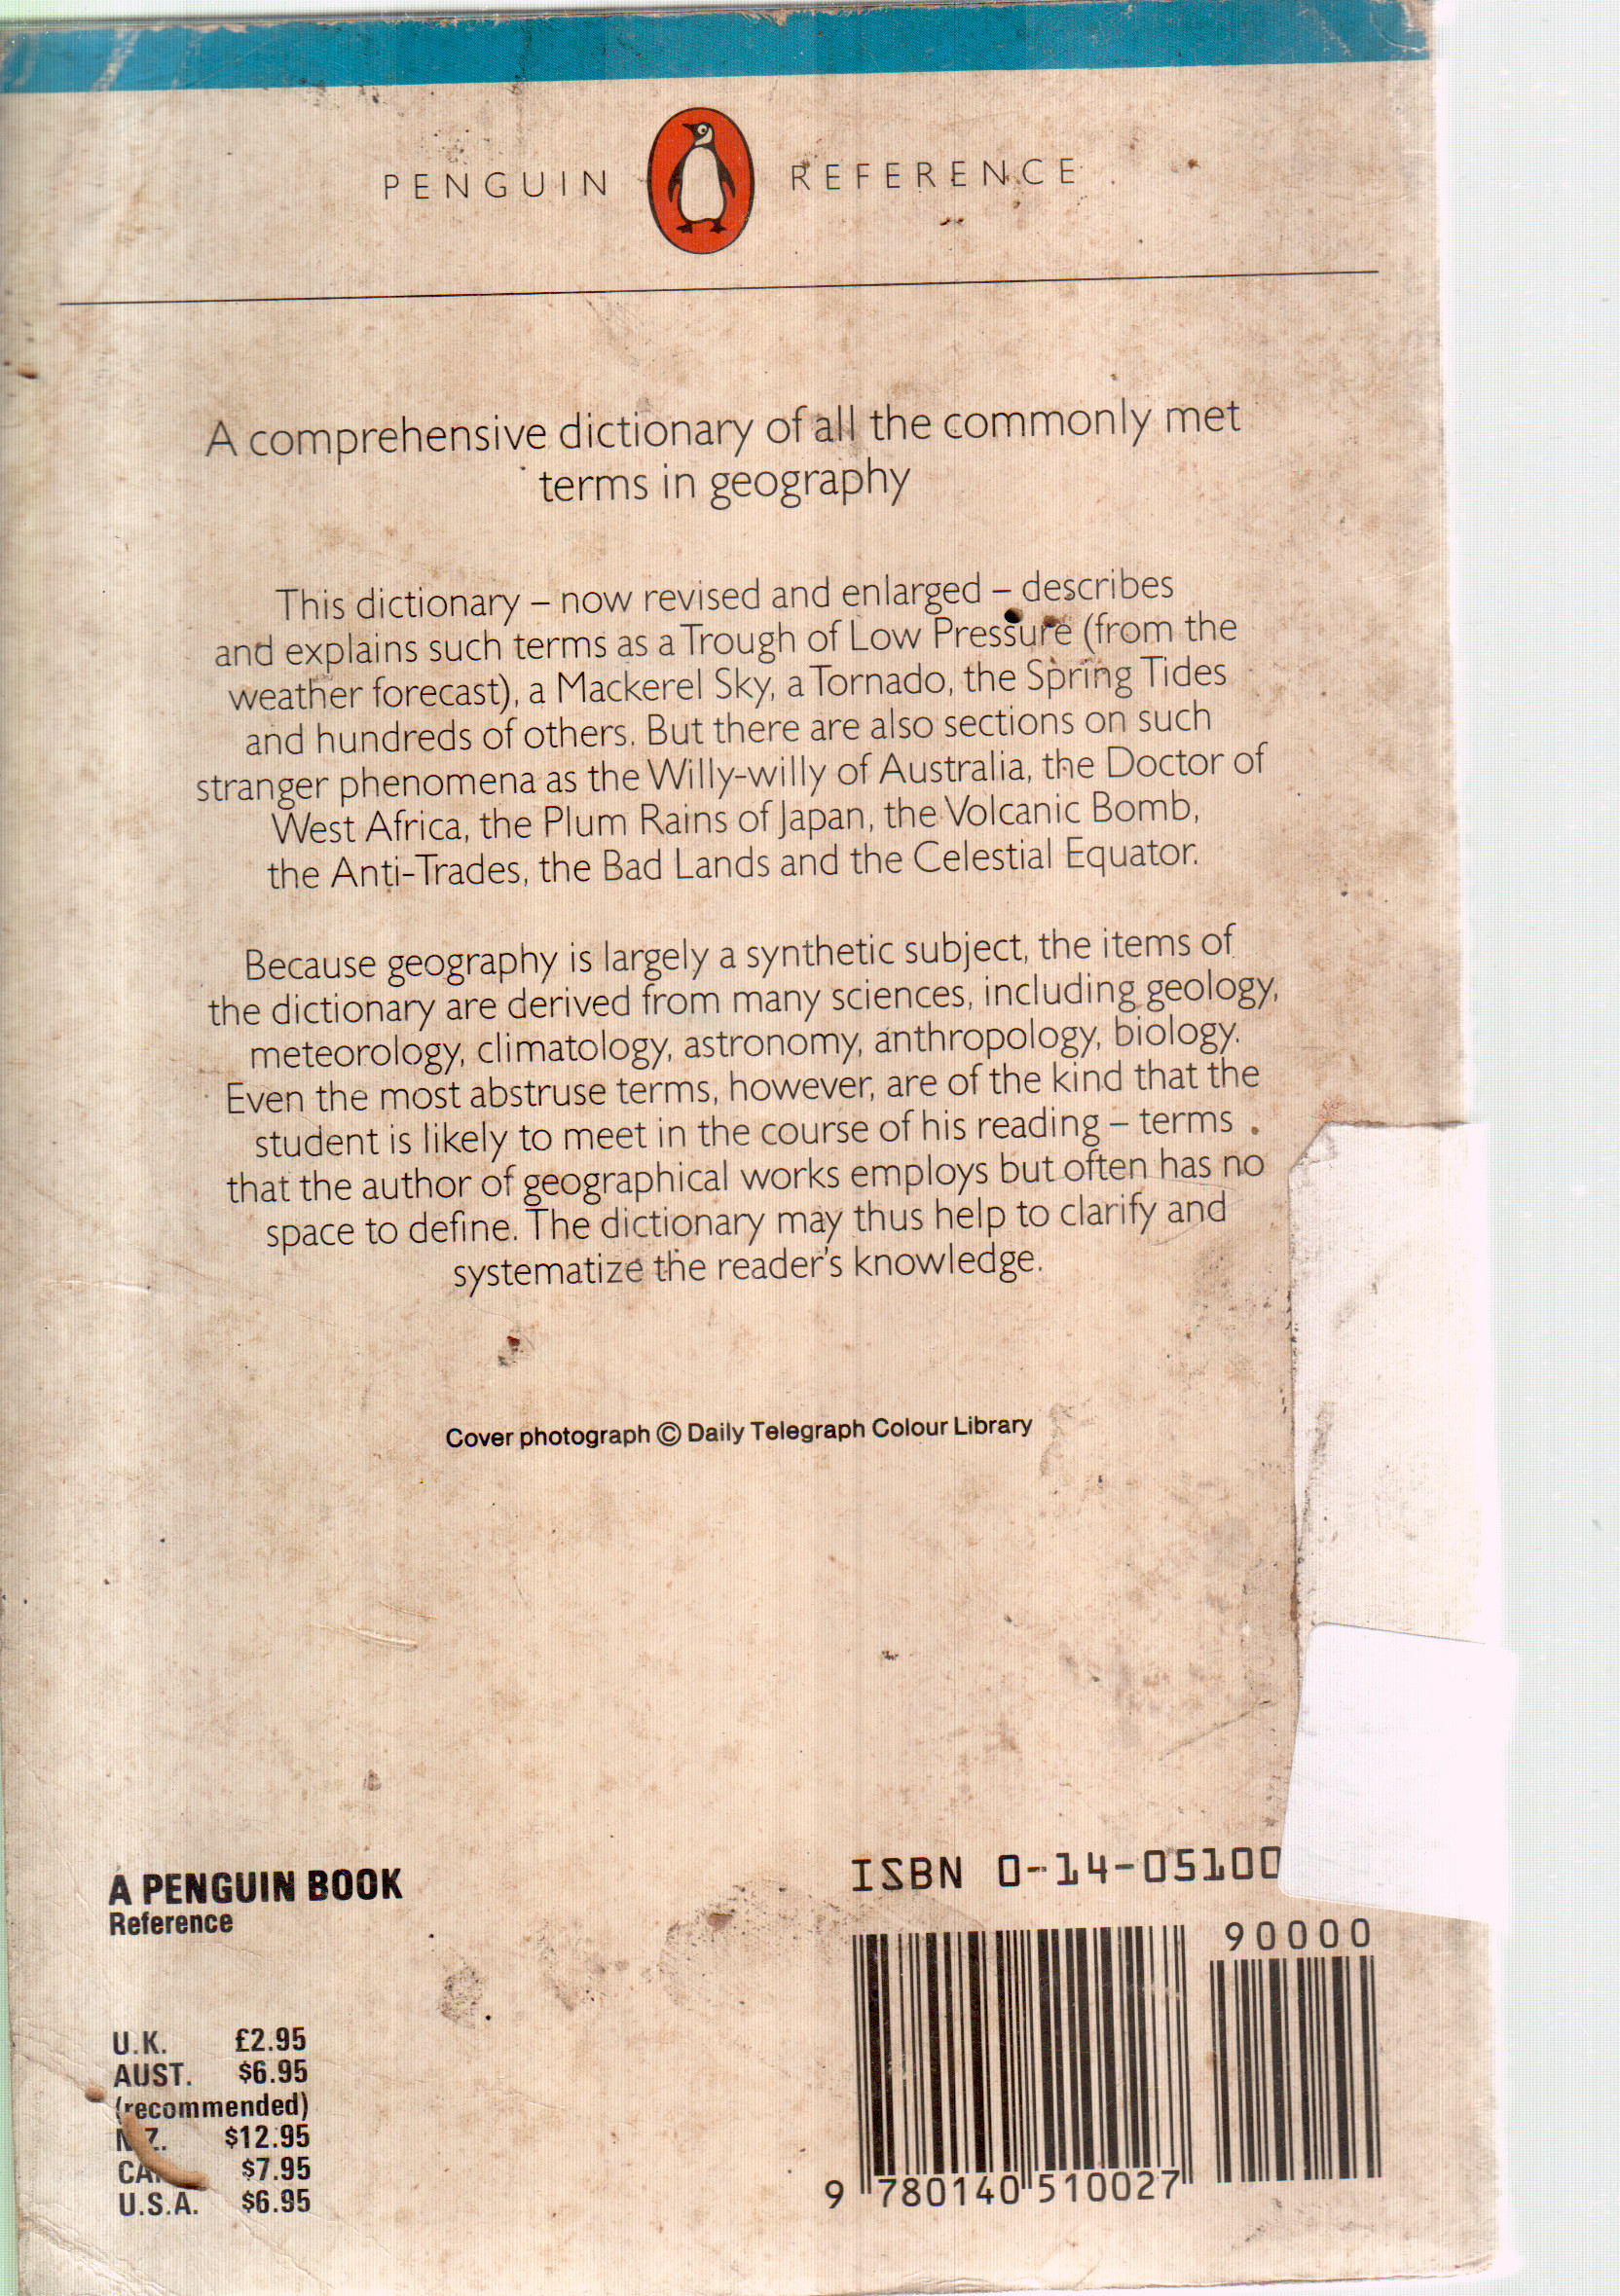 PENGUIN REFERENCE
A comprehensive dictionary of all the commonly met
terms in geography
This dictionary – now revised and enlarged – describes
and explains such terms as a Trough of Low Pressure (from the
weather forecast), a Mackerel Sky, a Tornado, the Spring Tides
and hundreds of others. But there are also sections on such
stranger phenomena as the Willy-willy of Australia, the Doctor of
West Africa, the Plum Rains of Japan, the Volcanic Bomb,
the Anti-Trades, the Bad Lands and the Celestial Equator.
Because geography is largely a synthetic subject, the items of
the dictionary are derived from many sciences, including geology,
meteorology, climatology, astronomy, anthropology, biology.
Even the most abstruse terms, however, are of the kind that the
student is likely to meet in the course of his reading – terms
that the author of geographical works employs but often has no
space to define. The dictionary may thus help to clarify and
systematize the reader's knowledge.
Cover photograph © Daily Telegraph Colour Library
A PENGUIN BOOK
Reference
U.K. £2.95
AUST. $6.95
(recommended)
N.Z. $12.95
$7.95
U.S.A. $6.95
ISBN 0-14-05100
90000
9 780140 510027